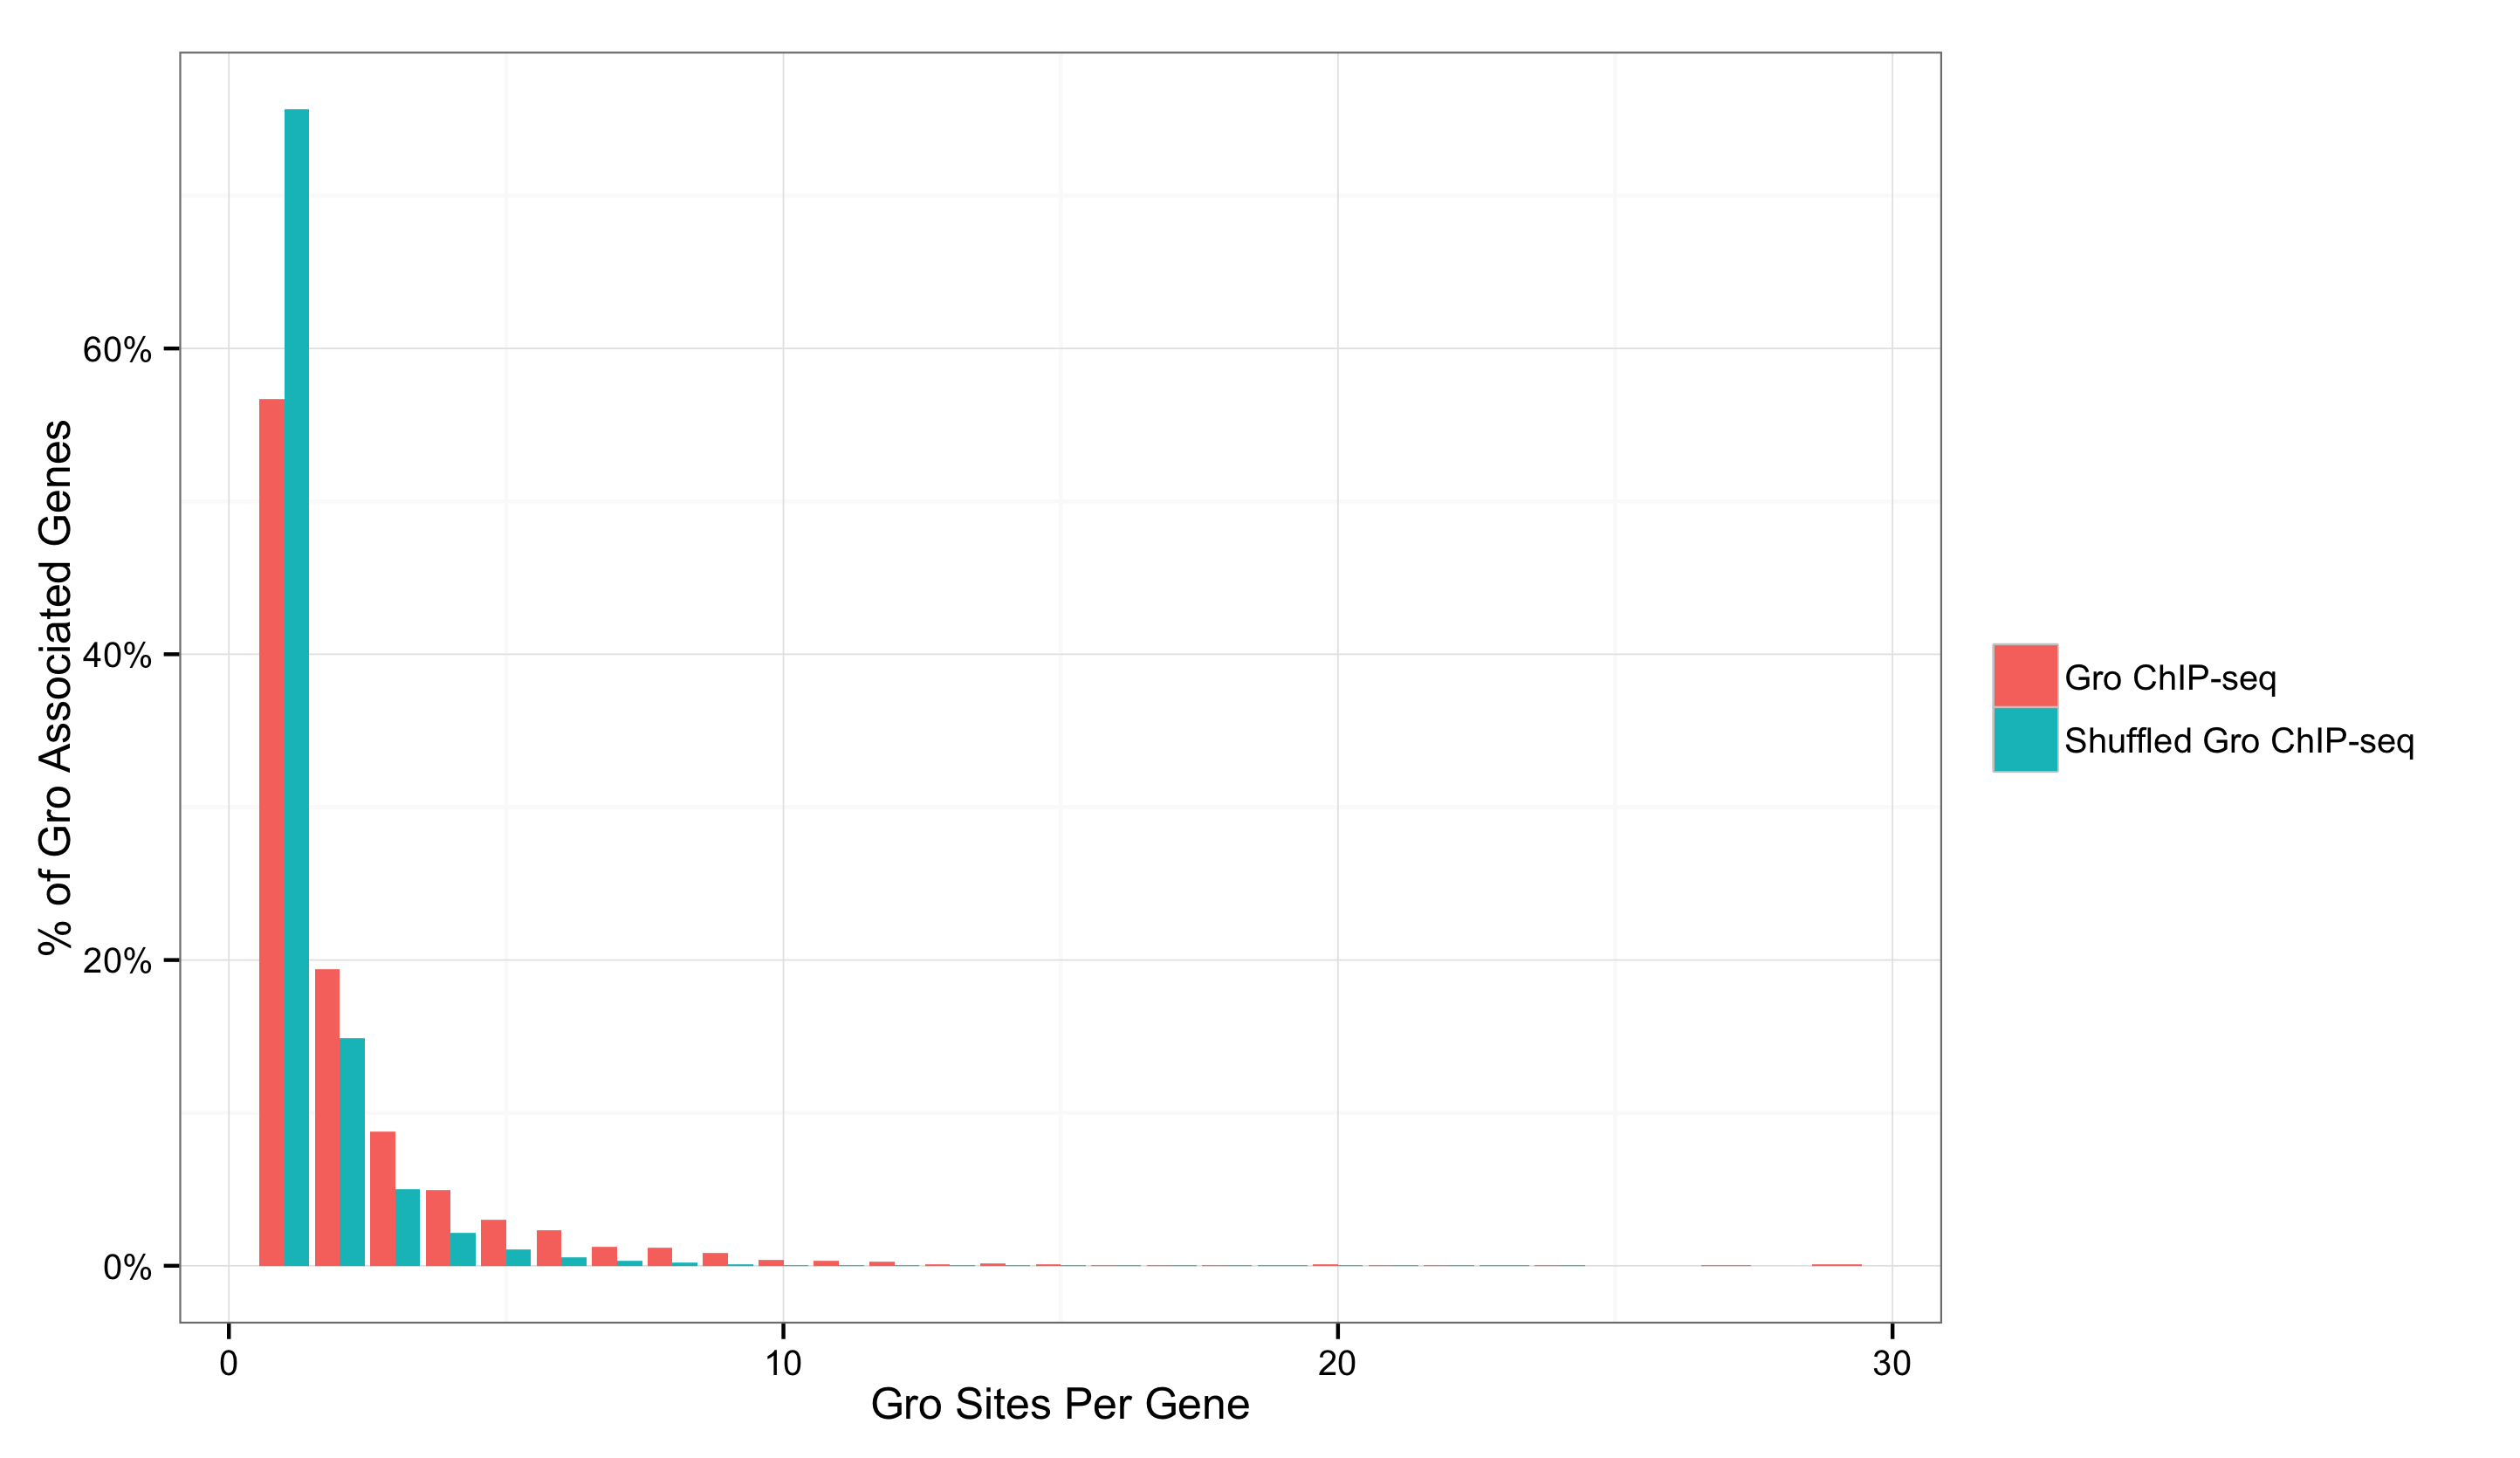 % of Gro Associated Genes
60%
40%
20%
0%
0
10
20
30
Gro Sites Per Gene
Gro ChIP-seq
Shuffled Gro ChIP-seq